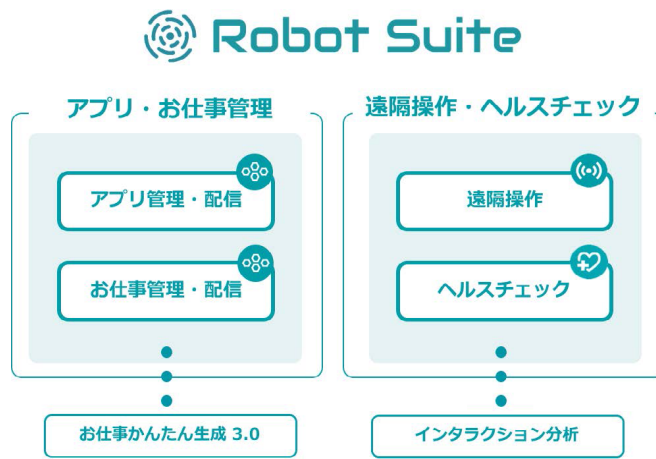 Robot Suite
アプリ・お仕事管理
アプリ管理・配信
お仕事管理・配信
お仕事かんたん生成 3.0
遠隔操作・ヘルスチェック
遠隔操作
ヘルスチェック
インタラクション分析